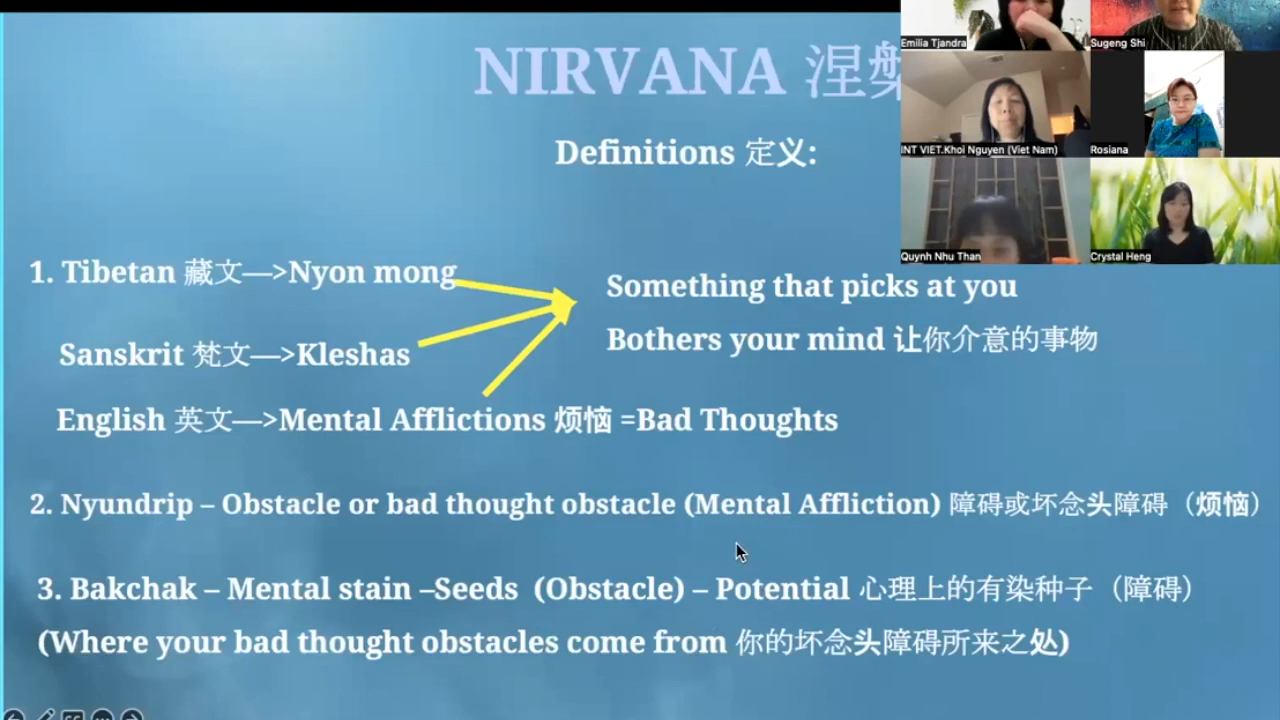 NIRVANA 涅槃
Definitions 定义:
1. Tibetan 藏文—>Nyon mong
Something that picks at you
Bothers your mind 让你介意的事物
Sanskrit 梵文—>Kleshas
English 英文—>Mental Afflictions 烦恼 =Bad Thoughts
2. Nyundrip – Obstacle or bad thought obstacle (Mental Affliction) 障碍或坏念头障碍（烦恼）
3. Bakchak – Mental stain –Seeds (Obstacle) – Potential 心理上的有染种子（障碍）
(Where your bad thought obstacles come from 你的坏念头障碍所来之处)
Emilia Tjandra
Sugeng Shi
INT VIET.Khoi Nguyen (Viet Nam)
Rosiana
Quynh Nhu Than
Crystal Heng